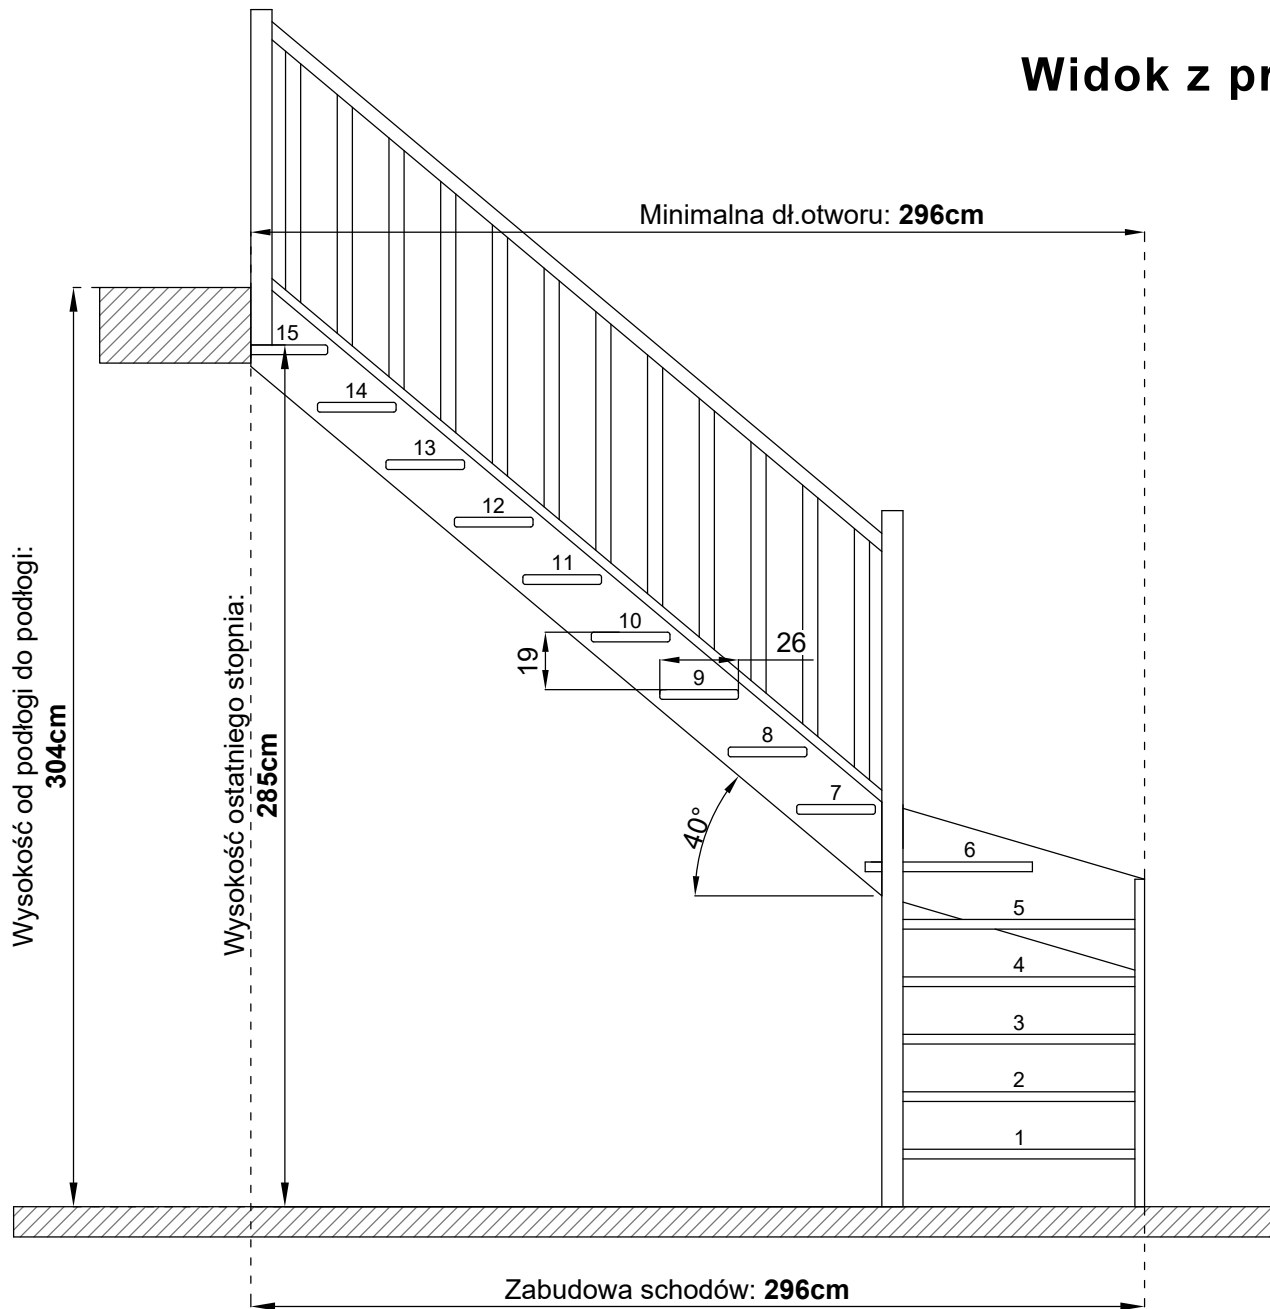 Widok z pr
Minimalna dł.otworu: 296cm
15
14
13
12
11
10
19
26
9
8
7
40°
6
5
4
3
2
1
Wysokość od podłogi do podłogi:
304cm
Wysokość ostatniego stopnia:
285cm
Zabudowa schodów: 296cm